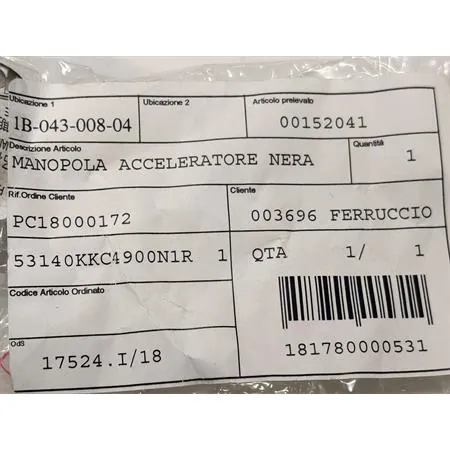 Ubicazione 1 Ubicazione 2 Articolo prelevato
1B-043-008-04 00152041
Descrizione Articolo Quantità
MANOPOLA ACCELERATORE NERA 1
Rif.Ordine Cliente Cliente
PC18000172 003696 FERRUCCIO
53140KKC4900N1R 1 QTA 1/ 1
Codice Articolo Ordinato
OdS
17524.I/18 181780000531